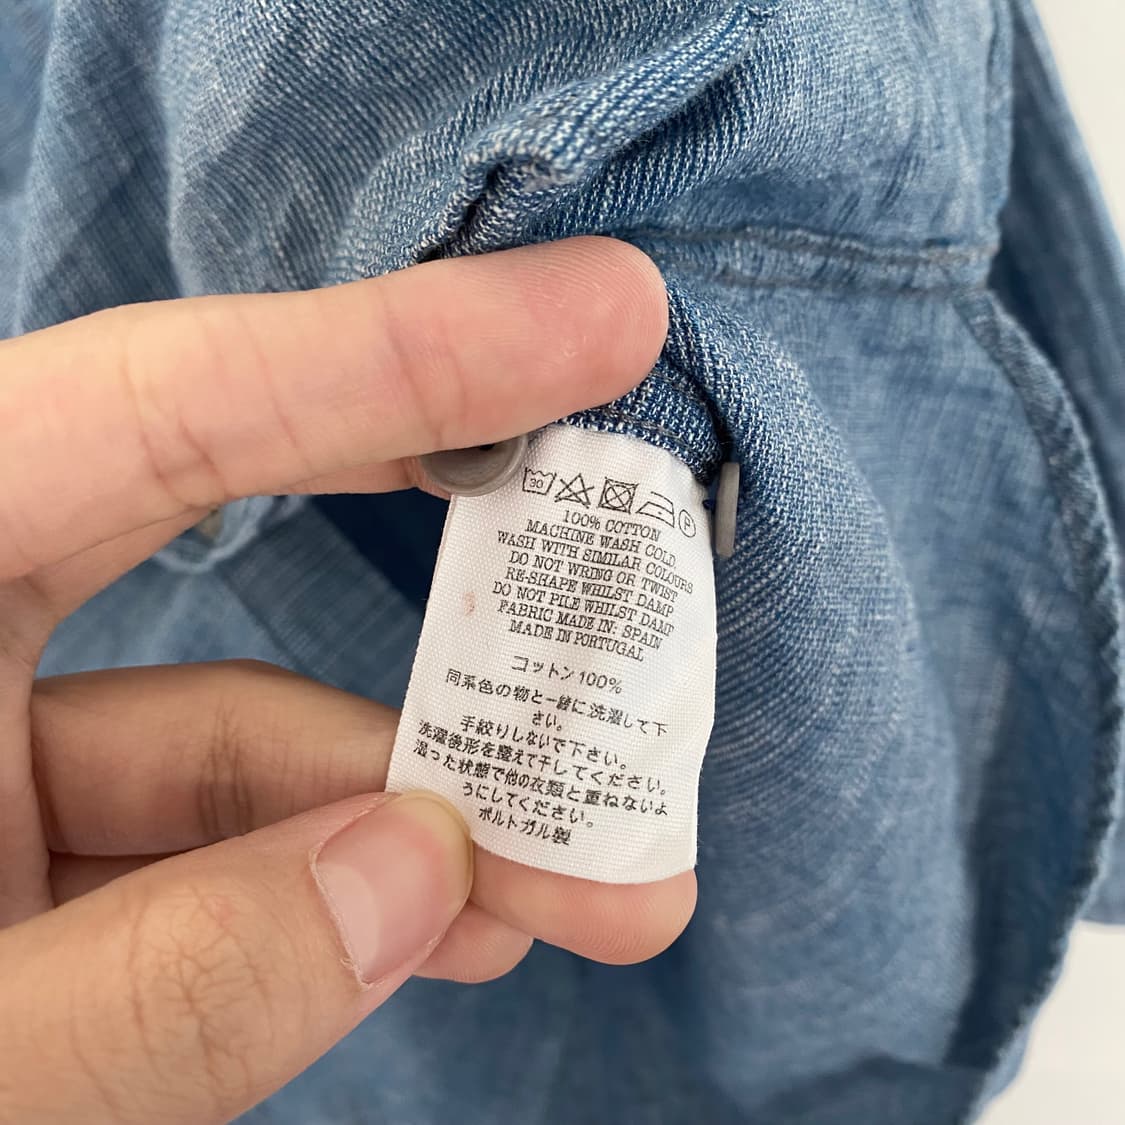 30
P
100% COTTON
MACHINE WASH COLD.
WASH WITH SIMILAR COLOURS
DO NOT WRING OR TWIST
RE-SHAPE WHILST DAMP
DO NOT PILE WHILST DAMP
FABRIC MADE IN: SPAIN
MADE IN PORTUGAL
コットン100%
同系色の物と一緒に洗濯して下
さい。
手絞りしないで下さい。
洗濯後形を整えて干してください。
湿った状態で他の衣類と重ねないよ
うにしてください。
ポルトガル製